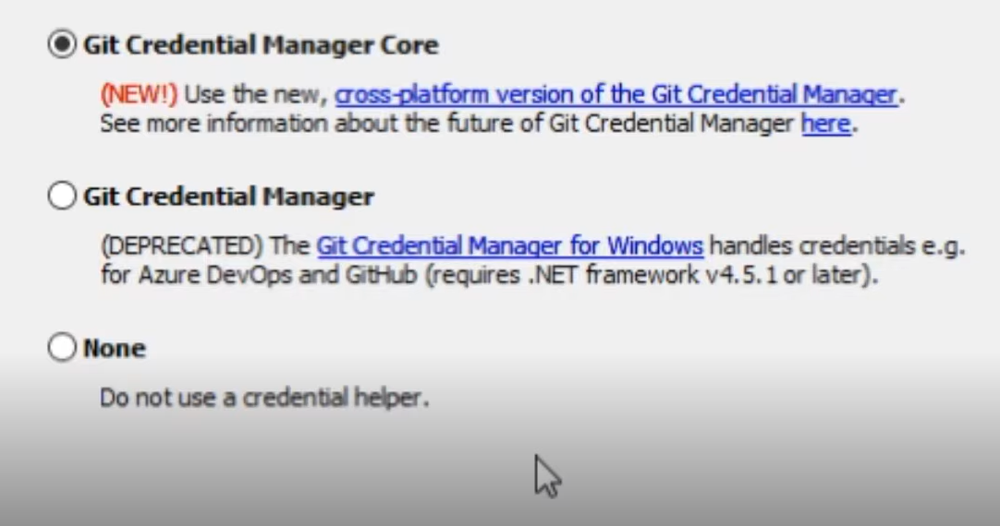 Git Credential Manager Core
(NEW!) Use the new, cross-platform version of the Git Credential Manager.
See more information about the future of Git Credential Manager here.
Git Credential Manager
(DEPRECATED) The Git Credential Manager for Windows handles credentials e.g.
for Azure DevOps and GitHub (requires .NET framework v4.5.1 or later).
None
Do not use a credential helper.